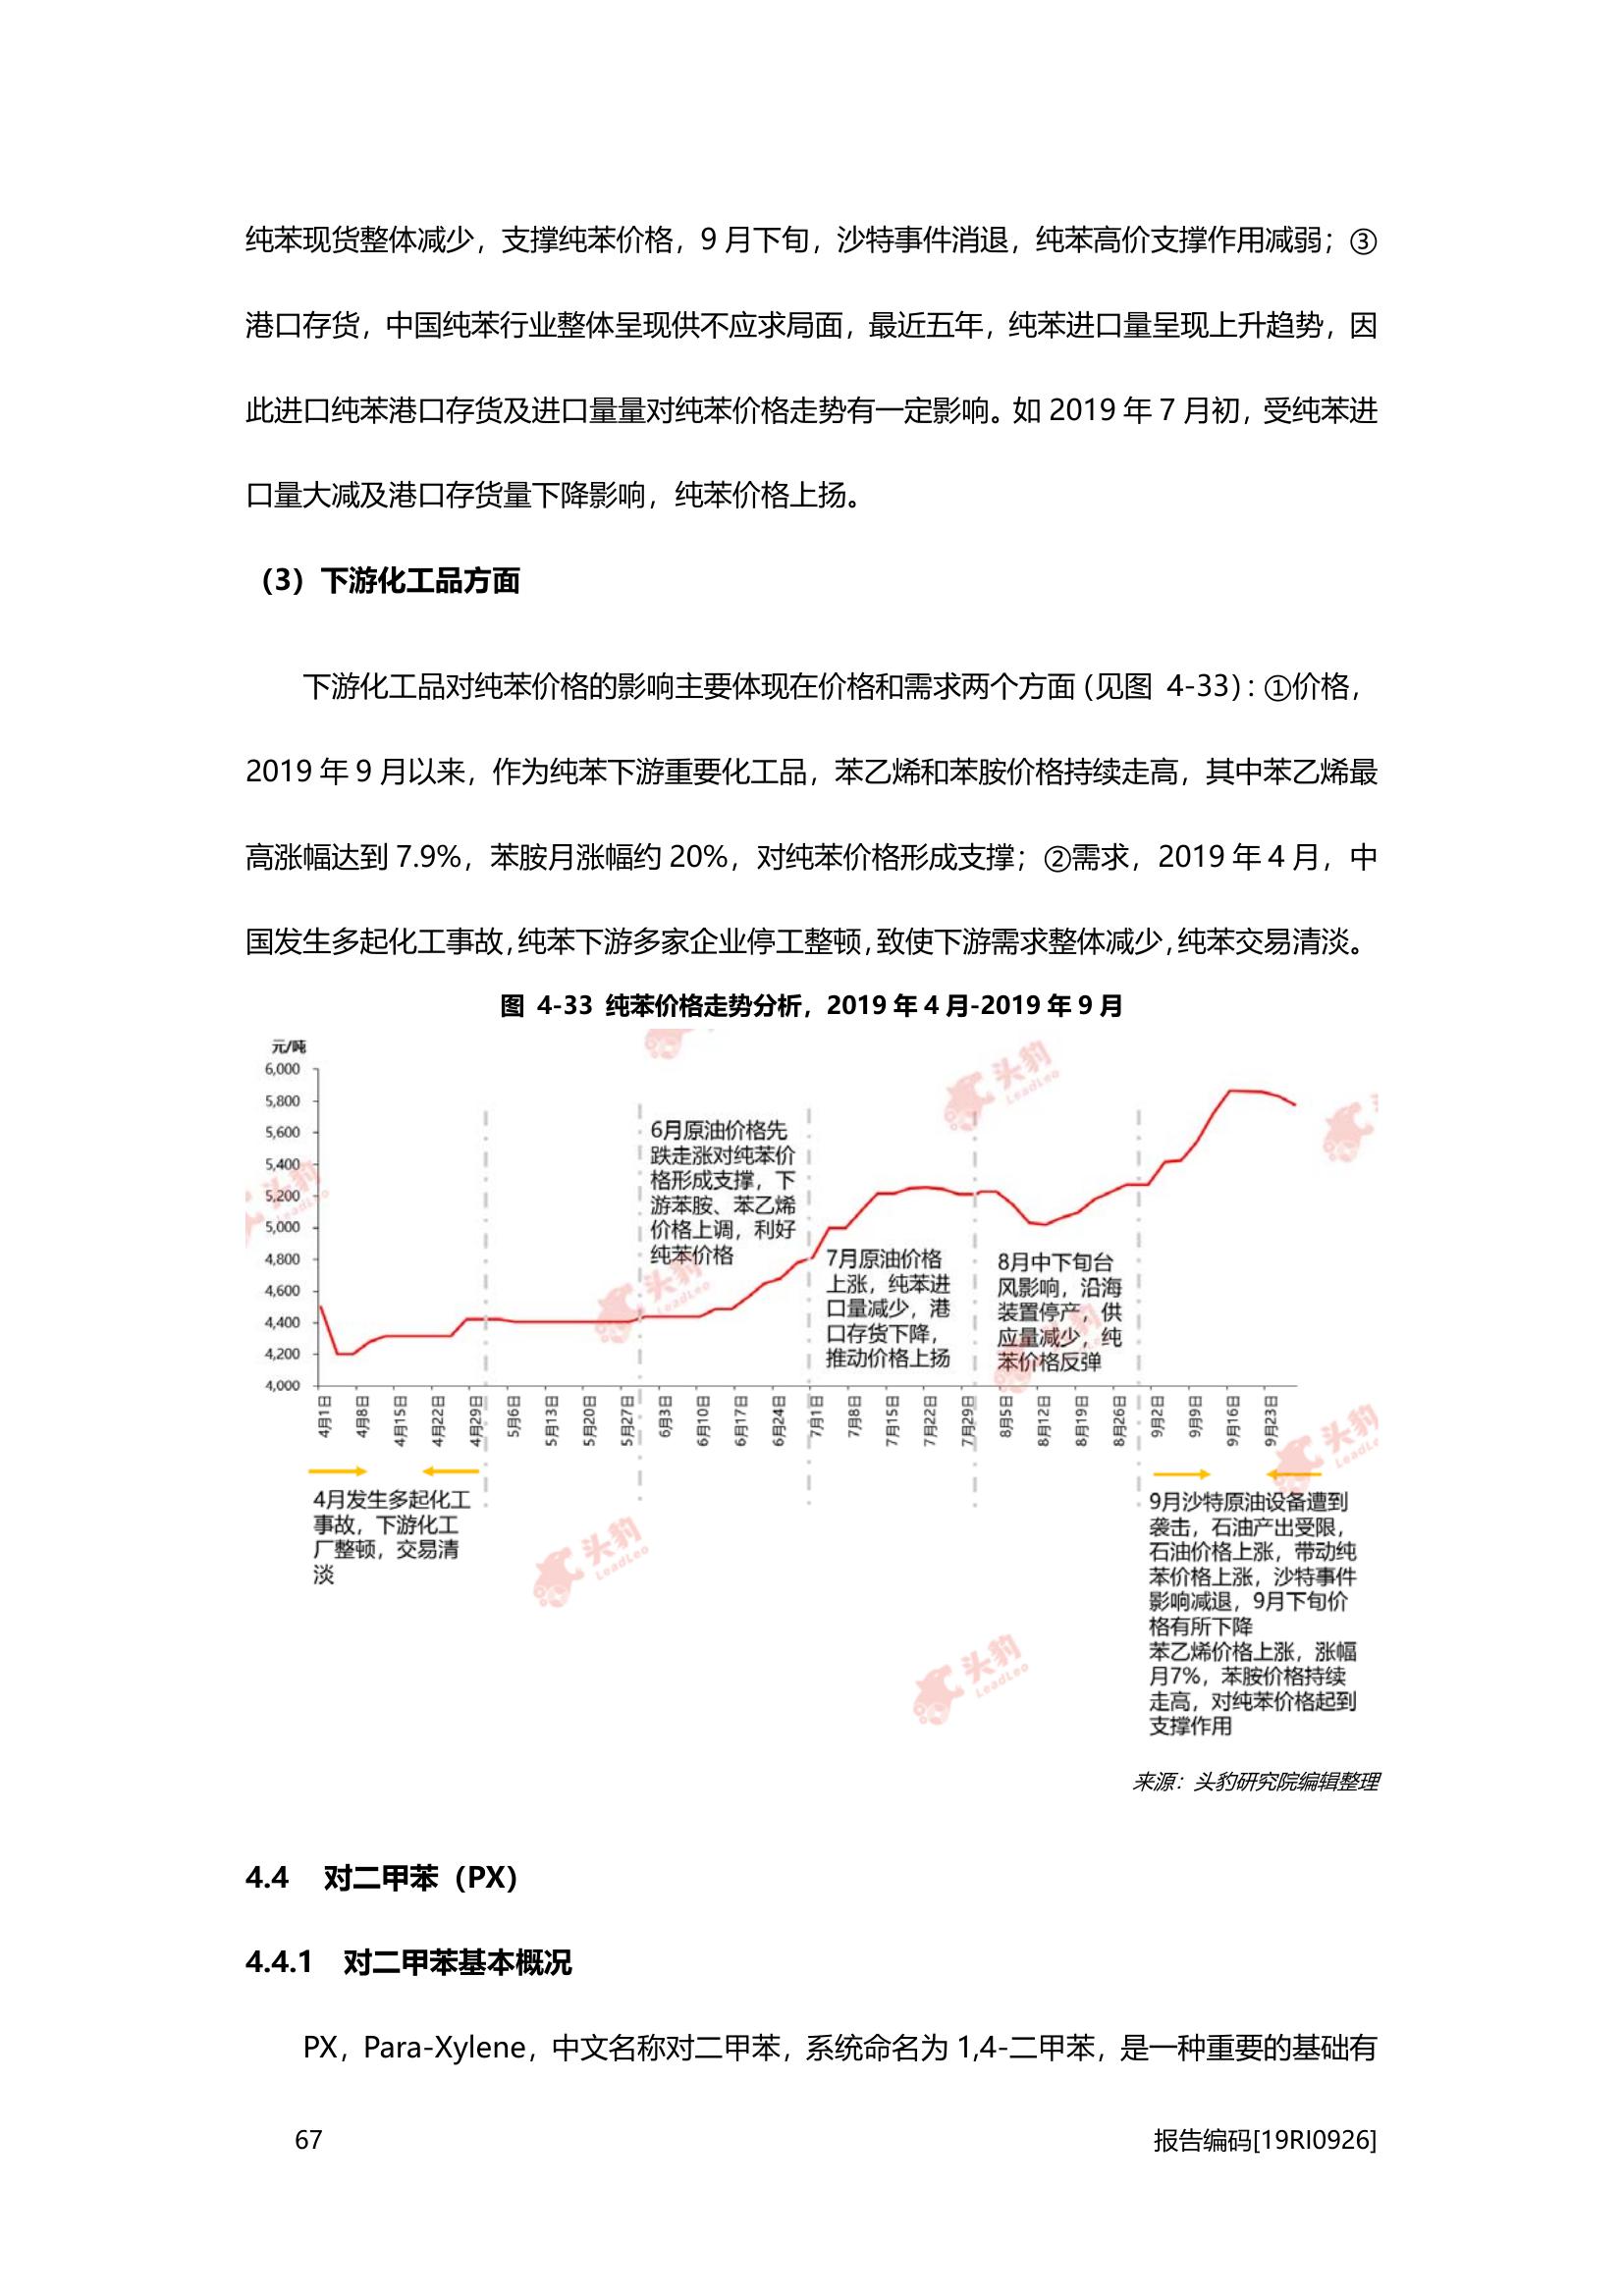 纯苯现货整体减少，支撑纯苯价格，9 月下旬，沙特事件消退，纯苯高价支撑作用减弱；③
港口存货，中国纯苯行业整体呈现供不应求局面，最近五年，纯苯进口量呈现上升趋势，因
此进口纯苯港口存货及进口量量对纯苯价格走势有一定影响。如 2019 年 7 月初，受纯苯进
口量大减及港口存货量下降影响，纯苯价格上扬。
（3）下游化工品方面
下游化工品对纯苯价格的影响主要体现在价格和需求两个方面（见图 4-33）：①价格，
2019 年 9 月以来，作为纯苯下游重要化工品，苯乙烯和苯胺价格持续走高，其中苯乙烯最
高涨幅达到 7.9%，苯胺月涨幅约 20%，对纯苯价格形成支撑；②需求，2019 年 4 月，中
国发生多起化工事故，纯苯下游多家企业停工整顿，致使下游需求整体减少，纯苯交易清淡。
图 4-33 纯苯价格走势分析，2019 年 4 月-2019 年 9 月
元/吨
6,000
5,800
5,600
5,400
5,200
5,000
4,800
4,600
4,400
4,200
4,000
6月原油价格先
跌走涨对纯苯价
格形成支撑，下
游苯胺、苯乙烯
价格上调，利好
纯苯价格
7月原油价格
上涨，纯苯进
口量减少，港
口存货下降，
推动价格上扬
8月中下旬台
风影响，沿海
装置停产，供
应量减少，纯
苯价格反弹
4月1日
4月8日
4月15日
4月22日
4月29日
5月6日
5月13日
5月20日
5月27日
6月3日
6月10日
6月17日
6月24日
7月1日
7月8日
7月15日
7月22日
7月29日
8月5日
8月12日
8月19日
8月26日
9月2日
9月9日
9月16日
9月23日
4月发生多起化工
事故，下游化工
厂整顿，交易清
淡
9月沙特原油设备遭到
袭击，石油产出受限，
石油价格上涨，带动纯
苯价格上涨，沙特事件
影响减退，9月下旬价
格有所下降
苯乙烯价格上涨，涨幅
月7%，苯胺价格持续
走高，对纯苯价格起到
支撑作用
头豹
LeadLeo
头豹
LeadLeo
头豹
LeadLeo
头豹
LeadLeo
来源：头豹研究院编辑整理
4.4 对二甲苯（PX）
4.4.1 对二甲苯基本概况
PX，Para-Xylene，中文名称对二甲苯，系统命名为 1,4-二甲苯，是一种重要的基础有
67
报告编码[19RI0926]